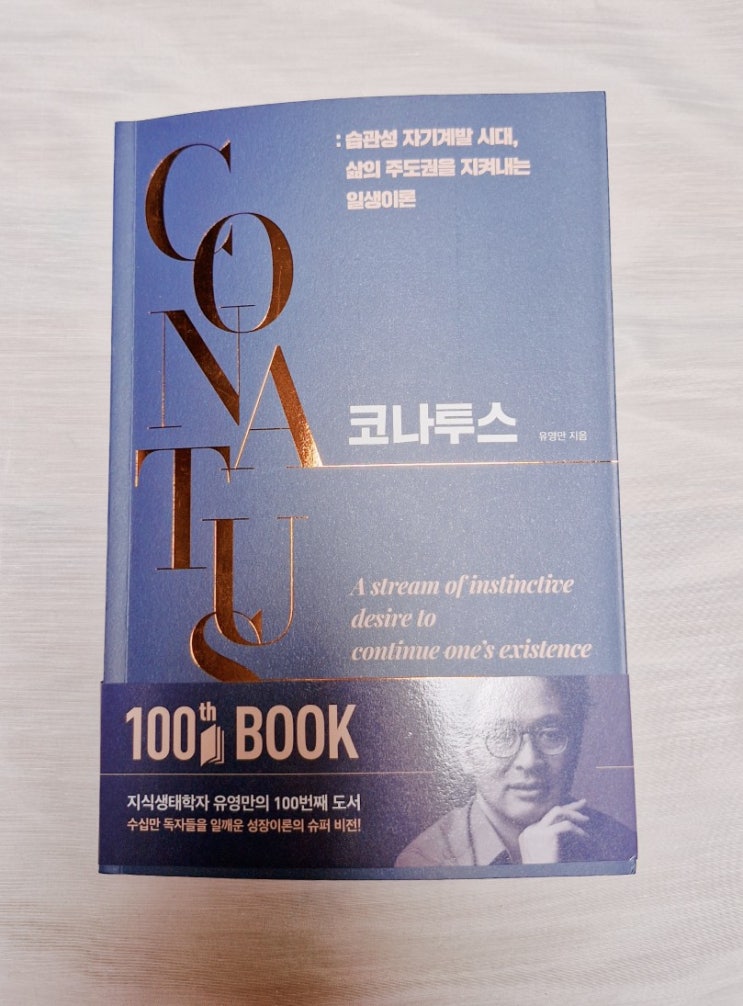 CONATUS
: 습관성 자기계발 시대,
삶의 주도권을 지켜내는
일생이론
코나투스 유영만 지음
A stream of instinctive
desire to
continue one's existence
100th BOOK
지식생태학자 유영만의 100번째 도서
수십만 독자들을 일깨운 성장이론의 슈퍼 비전!